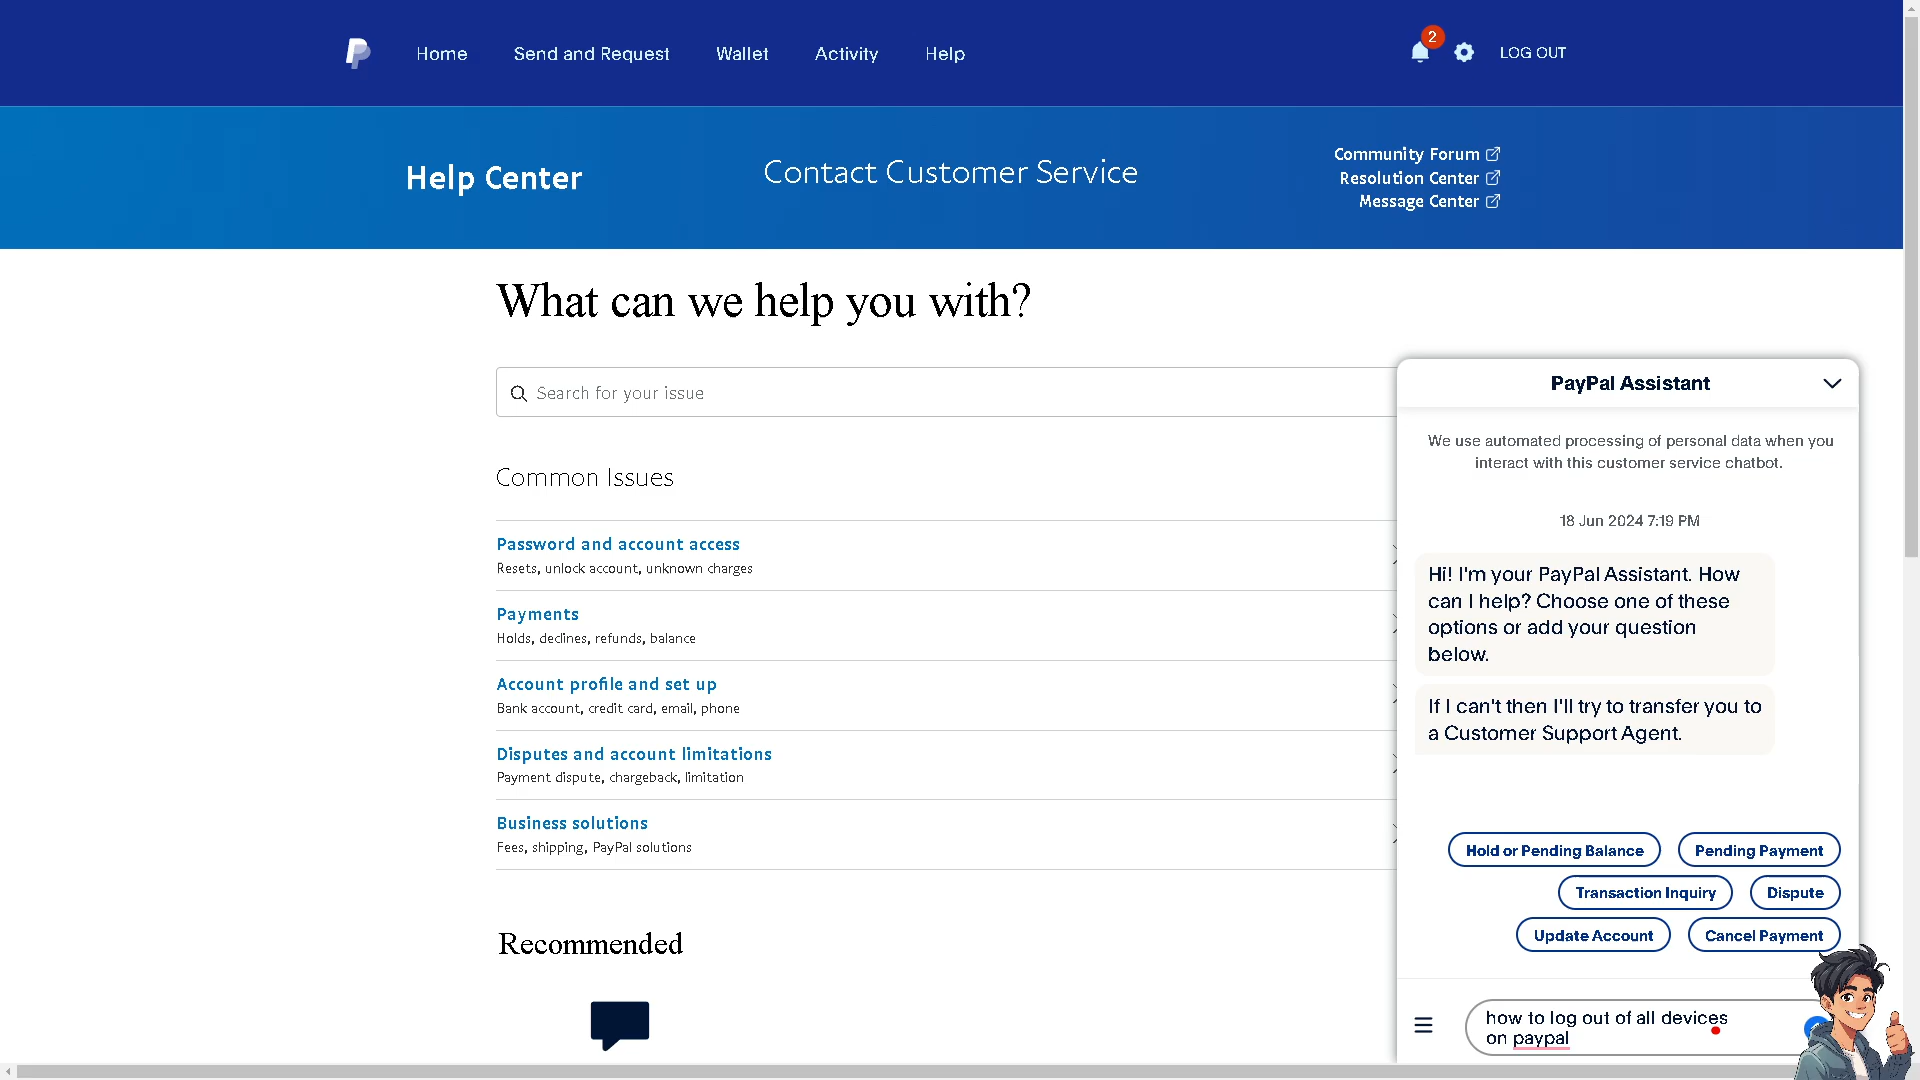 Home
Send and Request
Wallet
Activity
Help
2
LOG OUT
Help Center
Contact Customer Service
Community Forum
Resolution Center
Message Center
What can we help you with?
Search for your issue
Common Issues
Password and account access
Resets, unlock account, unknown charges
Payments
Holds, declines, refunds, balance
Account profile and set up
Bank account, credit card, email, phone
Disputes and account limitations
Payment dispute, chargeback, limitation
Business solutions
Fees, shipping, PayPal solutions
Recommended
PayPal Assistant
We use automated processing of personal data when you
interact with this customer service chatbot.
18 Jun 2024 7:19 PM
Hi! I'm your PayPal Assistant. How
can I help? Choose one of these
options or add your question
below.
If I can't then I'll try to transfer you to
a Customer Support Agent.
Hold or Pending Balance
Pending Payment
Transaction Inquiry
Dispute
Update Account
Cancel Payment
how to log out of all devices
on paypal